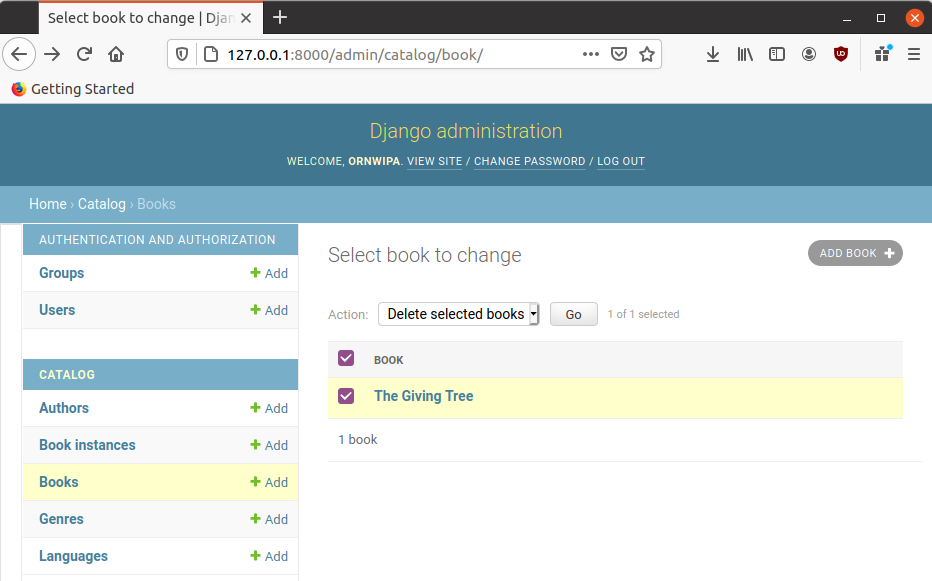 Select book to change | Djan
127.0.0.1:8000/admin/catalog/book/
Getting Started
Django administration
WELCOME, ORNWIPA. VIEW SITE / CHANGE PASSWORD / LOG OUT
Home › Catalog › Books
AUTHENTICATION AND AUTHORIZATION
Groups + Add
Users + Add
CATALOG
Authors + Add
Book instances + Add
Books + Add
Genres + Add
Languages + Add
Select book to change
ADD BOOK +
Action: Delete selected books Go 1 of 1 selected
BOOK
The Giving Tree
1 book